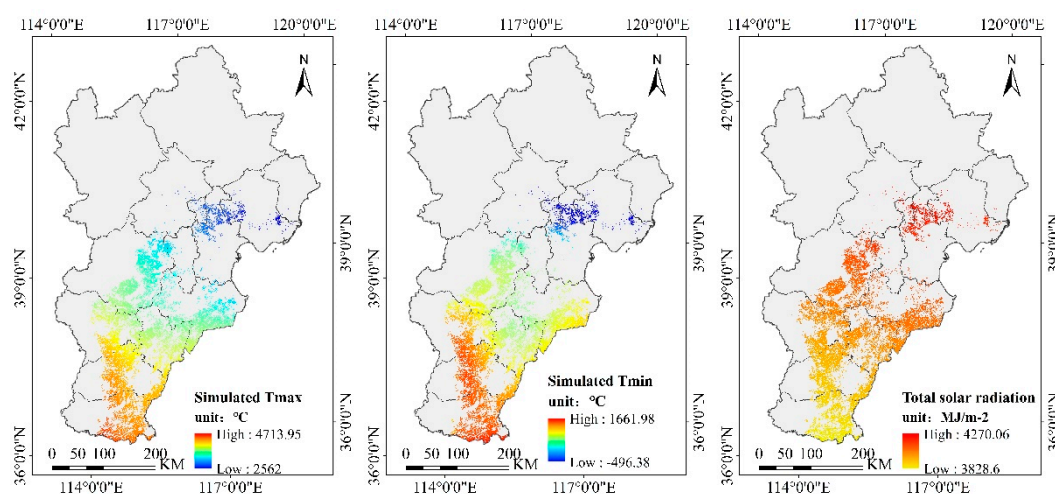 114°0'0"E 117°0'0"E 120°0'0"E
114°0'0"E 117°0'0"E 120°0'0"E
114°0'0"E 117°0'0"E 120°0'0"E
N
N
N
42°0'0"N
42°0'0"N
42°0'0"N
39°0'0"N
39°0'0"N
39°0'0"N
39°0'0"N
39°0'0"N
39°0'0"N
36°0'0"N
36°0'0"N
36°0'0"N
36°0'0"N
36°0'0"N
36°0'0"N
Simulated Tmax
unit: °C
High : 4713.95
Low : 2562
0 50 100 200
KM
Simulated Tmin
unit: °C
High : 1661.98
Low : -496.38
0 50 100 200
KM
Total solar radiation
unit: MJ/m-2
High : 4270.06
Low : 3828.6
0 50 100 200
KM
114°0'0"E 117°0'0"E
114°0'0"E 117°0'0"E
114°0'0"E 117°0'0"E